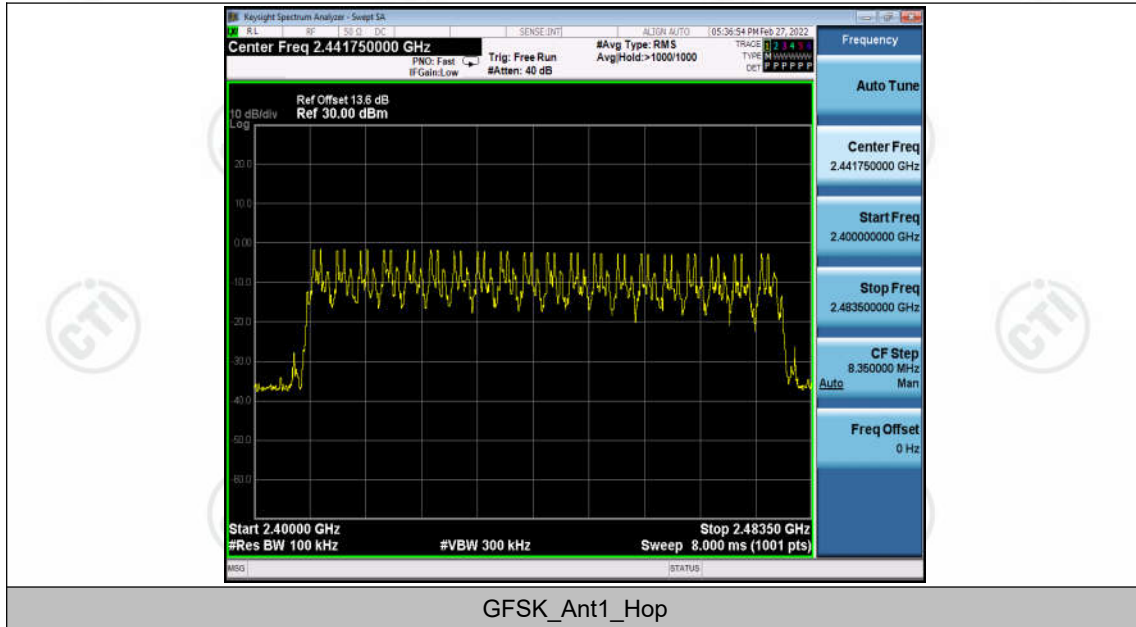 Keysight Spectrum Analyzer - Swept SA
RL RF 50 Ω DC SENSE:INT ALIGN AUTO 05:36:54 PM Feb 27, 2022
Center Freq 2.441750000 GHz
PNO: Fast
IFGain:Low
Trig: Free Run
#Atten: 40 dB
#Avg Type: RMS
Avg|Hold:>1000/1000
TRACE 1 2 3 4 5 6
TYPE M WWWWW
DET P P P P P P
Frequency
Auto Tune
Center Freq
2.441750000 GHz
Start Freq
2.400000000 GHz
Stop Freq
2.483500000 GHz
CF Step
8.350000 MHz
Auto Man
Freq Offset
0 Hz
Ref Offset 13.6 dB
10 dB/div Ref 30.00 dBm
Log
20.0
10.0
0.00
-10.0
-20.0
-30.0
-40.0
-50.0
-60.0
Start 2.40000 GHz Stop 2.48350 GHz
#Res BW 100 kHz #VBW 300 kHz Sweep 8.000 ms (1001 pts)
MSG STATUS
CTI
CTI
GFSK_Ant1_Hop